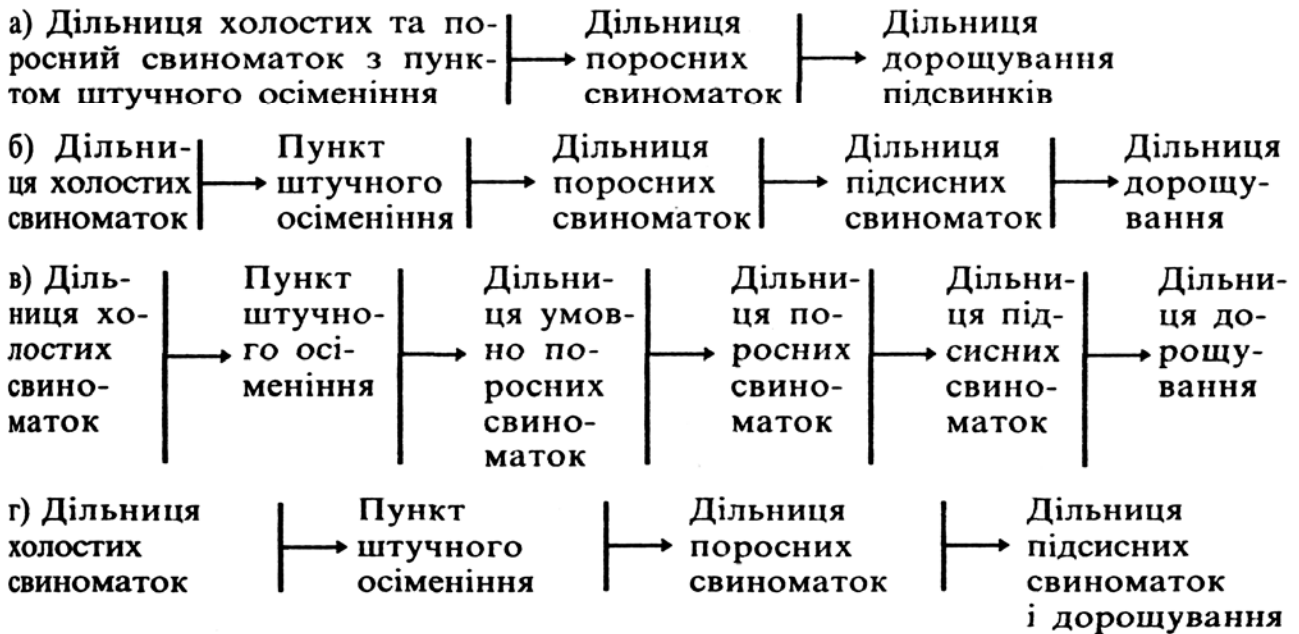 а) Дільниця холостих та по- Дільниця Дільниця
росний свиноматок з пунк- поросних дорощування
том штучного осіменіння свиноматок підсвинків
б) Дільни- Пункт Дільниця Дільниця Дільниця
ця холостих штучного поросних підсисних дорощу-
свиноматок осіменіння свиноматок свиноматок вання
в) Діль- Пункт Дільни- Дільни- Дільни- Дільни-
ниця хо- штучно- ця умов- ця по- ця під- ця до-
лостих го осі- но по- росних сисних рощу-
свино- меніння росних свино- свино- вання
маток свино- маток маток
маток
г) Дільниця Пункт Дільниця Дільниця
холостих штучного поросних підсисних
свиноматок осіменіння свиноматок свиноматок
і дорощування